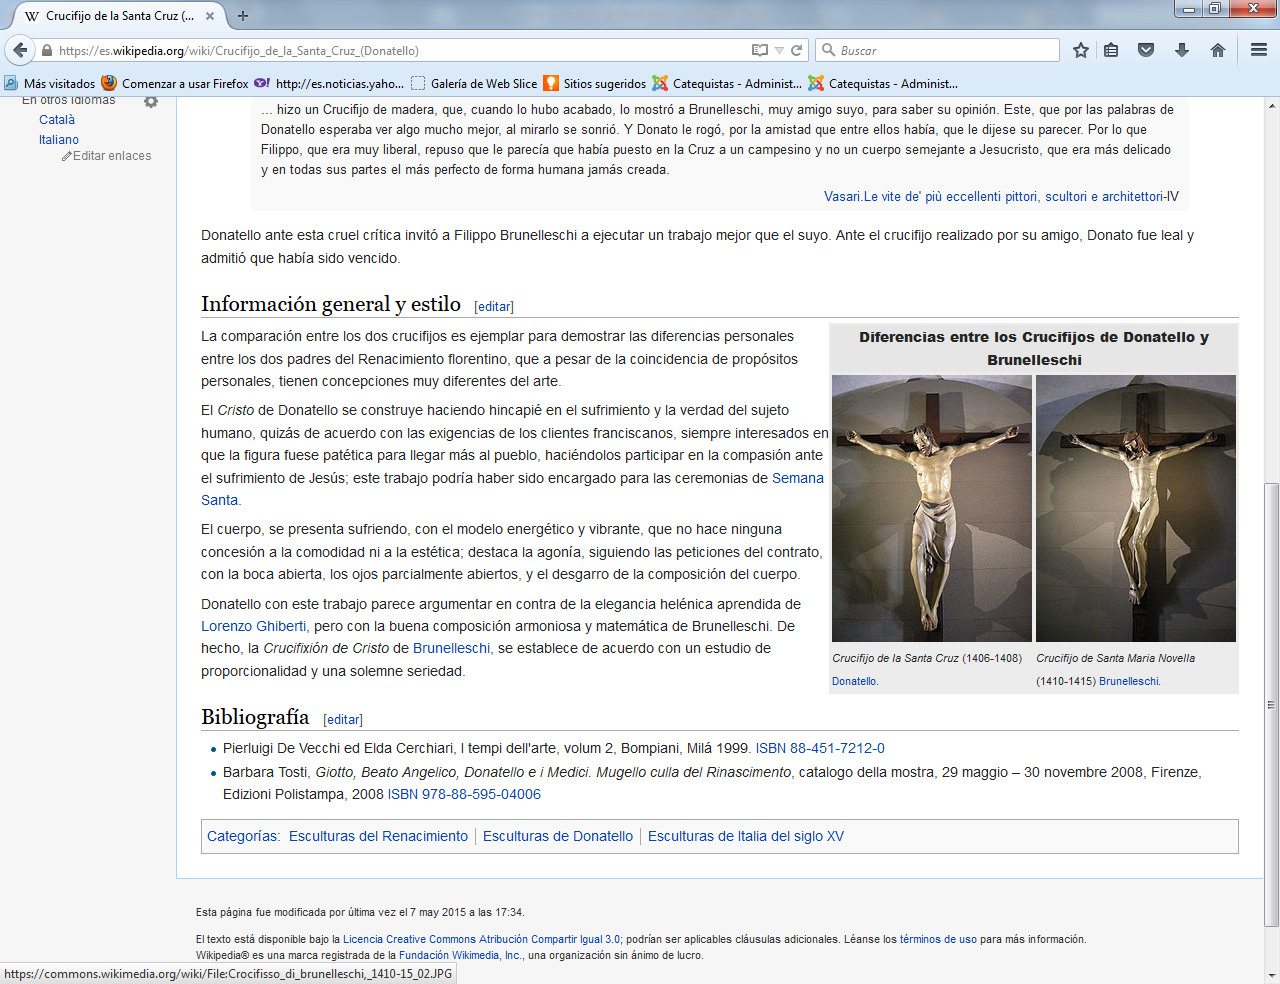 Crucifijo de la Santa Cruz (...
https://es.wikipedia.org/wiki/Crucifijo_de_la_Santa_Cruz_(Donatello)
Buscar
Más visitados
Comenzar a usar Firefox
http://es.noticias.yaho...
Galería de Web Slice
Sitios sugeridos
Catequistas - Administ...
Catequistas - Administ...
En otros idiomas
Català
Italiano
Editar enlaces
... hizo un Crucifijo de madera, que, cuando lo hubo acabado, lo mostró a Brunelleschi, muy amigo suyo, para saber su opinión. Este, que por las palabras de
Donatello esperaba ver algo mucho mejor, al mirarlo se sonrió. Y Donato le rogó, por la amistad que entre ellos había, que le dijese su parecer. Por lo que
Filippo, que era muy liberal, repuso que le parecía que había puesto en la Cruz a un campesino y no un cuerpo semejante a Jesucristo, que era más delicado
y en todas sus partes el más perfecto de forma humana jamás creada.
Vasari.Le vite de' più eccellenti pittori, scultori e architettori-IV
Donatello ante esta cruel crítica invitó a Filippo Brunelleschi a ejecutar un trabajo mejor que el suyo. Ante el crucifijo realizado por su amigo, Donato fue leal y
admitió que había sido vencido.
Información general y estilo [editar]
La comparación entre los dos crucifijos es ejemplar para demostrar las diferencias personales
entre los dos padres del Renacimiento florentino, que a pesar de la coincidencia de propósitos
personales, tienen concepciones muy diferentes del arte.
El Cristo de Donatello se construye haciendo hincapié en el sufrimiento y la verdad del sujeto
humano, quizás de acuerdo con las exigencias de los clientes franciscanos, siempre interesados en
que la figura fuese patética para llegar más al pueblo, haciéndolos participar en la compasión ante
el sufrimiento de Jesús; este trabajo podría haber sido encargado para las ceremonias de Semana
Santa.
El cuerpo, se presenta sufriendo, con el modelo energético y vibrante, que no hace ninguna
concesión a la comodidad ni a la estética; destaca la agonía, siguiendo las peticiones del contrato,
con la boca abierta, los ojos parcialmente abiertos, y el desgarro de la composición del cuerpo.
Donatello con este trabajo parece argumentar en contra de la elegancia helénica aprendida de
Lorenzo Ghiberti, pero con la buena composición armoniosa y matemática de Brunelleschi. De
hecho, la Crucifixión de Cristo de Brunelleschi, se establece de acuerdo con un estudio de
proporcionalidad y una solemne seriedad.
Diferencias entre los Crucifijos de Donatello y
Brunelleschi
Crucifijo de la Santa Cruz (1406-1408)
Donatello.
Crucifijo de Santa Maria Novella
(1410-1415) Brunelleschi.
Bibliografía [editar]
Pierluigi De Vecchi ed Elda Cerchiari, I tempi dell'arte, volum 2, Bompiani, Milá 1999. ISBN 88-451-7212-0
Barbara Tosti, Giotto, Beato Angelico, Donatello e i Medici. Mugello culla del Rinascimento, catalogo della mostra, 29 maggio – 30 novembre 2008, Firenze,
Edizioni Polistampa, 2008 ISBN 978-88-595-04006
Categorías: Esculturas del Renacimiento | Esculturas de Donatello | Esculturas de Italia del siglo XV
Esta página fue modificada por última vez el 7 may 2015 a las 17:34.
El texto está disponible bajo la Licencia Creative Commons Atribución Compartir Igual 3.0; podrían ser aplicables cláusulas adicionales. Léanse los términos de uso para más información.
Wikipedia® es una marca registrada de la Fundación Wikimedia, Inc., una organización sin ánimo de lucro.
https://commons.wikimedia.org/wiki/File:Crocifisso_di_brunelleschi,_1410-15_02.JPG